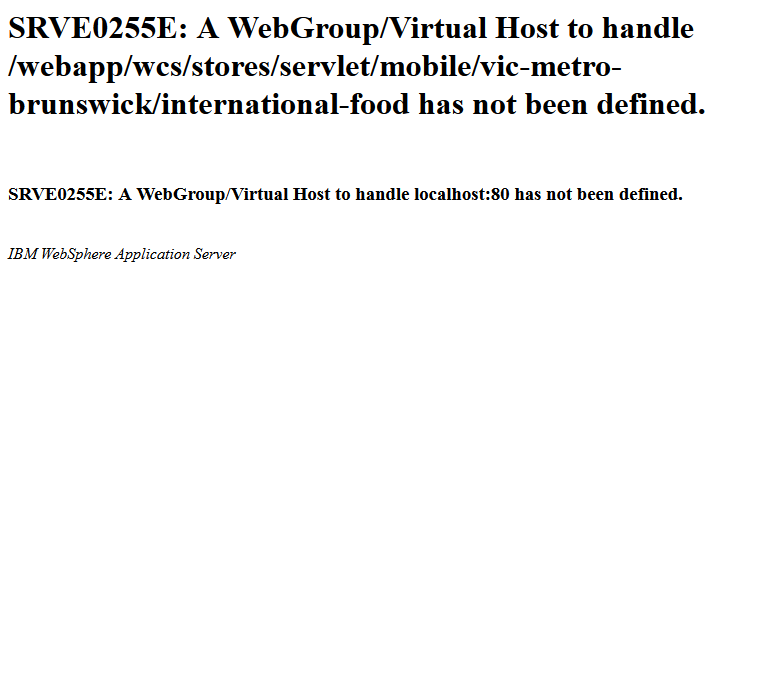 SRVE0255E: A WebGroup/Virtual Host to handle
/webapp/wcs/stores/servlet/mobile/vic-metro-
brunswick/international-food has not been defined.
SRVE0255E: A WebGroup/Virtual Host to handle localhost:80 has not been defined.
IBM WebSphere Application Server